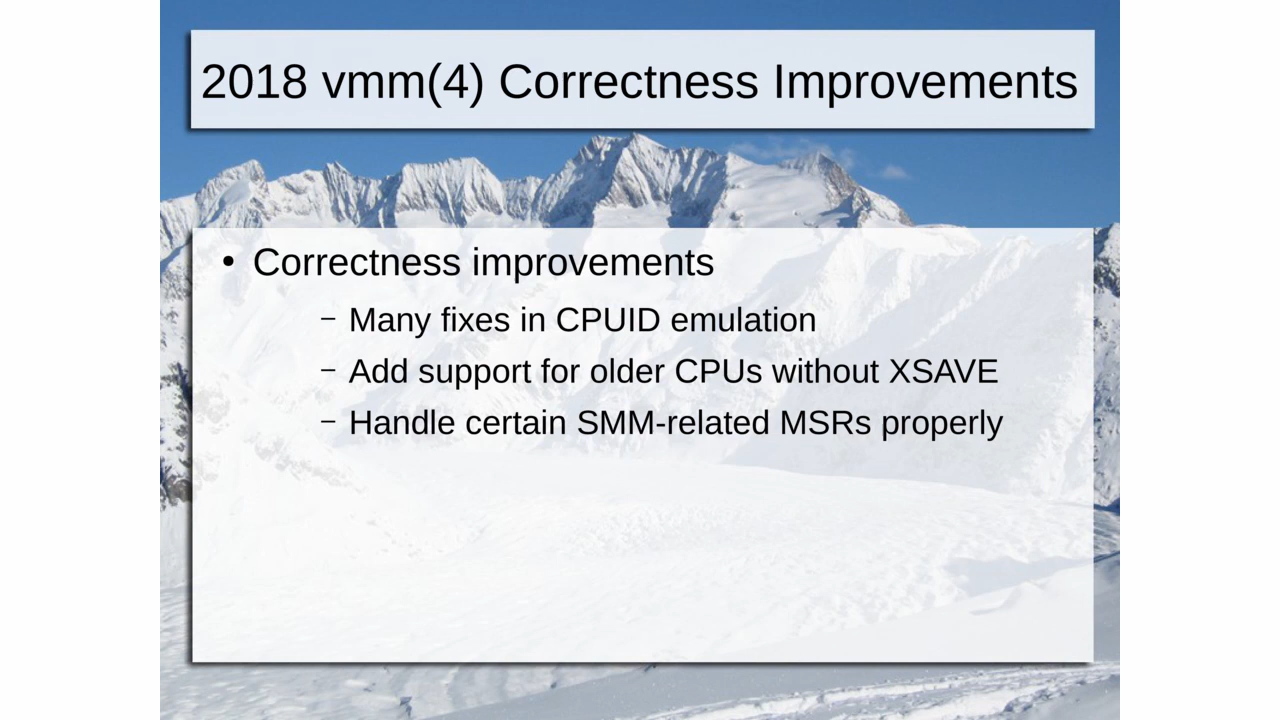 2018 vmm(4) Correctness Improvements
• Correctness improvements
– Many fixes in CPUID emulation
– Add support for older CPUs without XSAVE
– Handle certain SMM-related MSRs properly